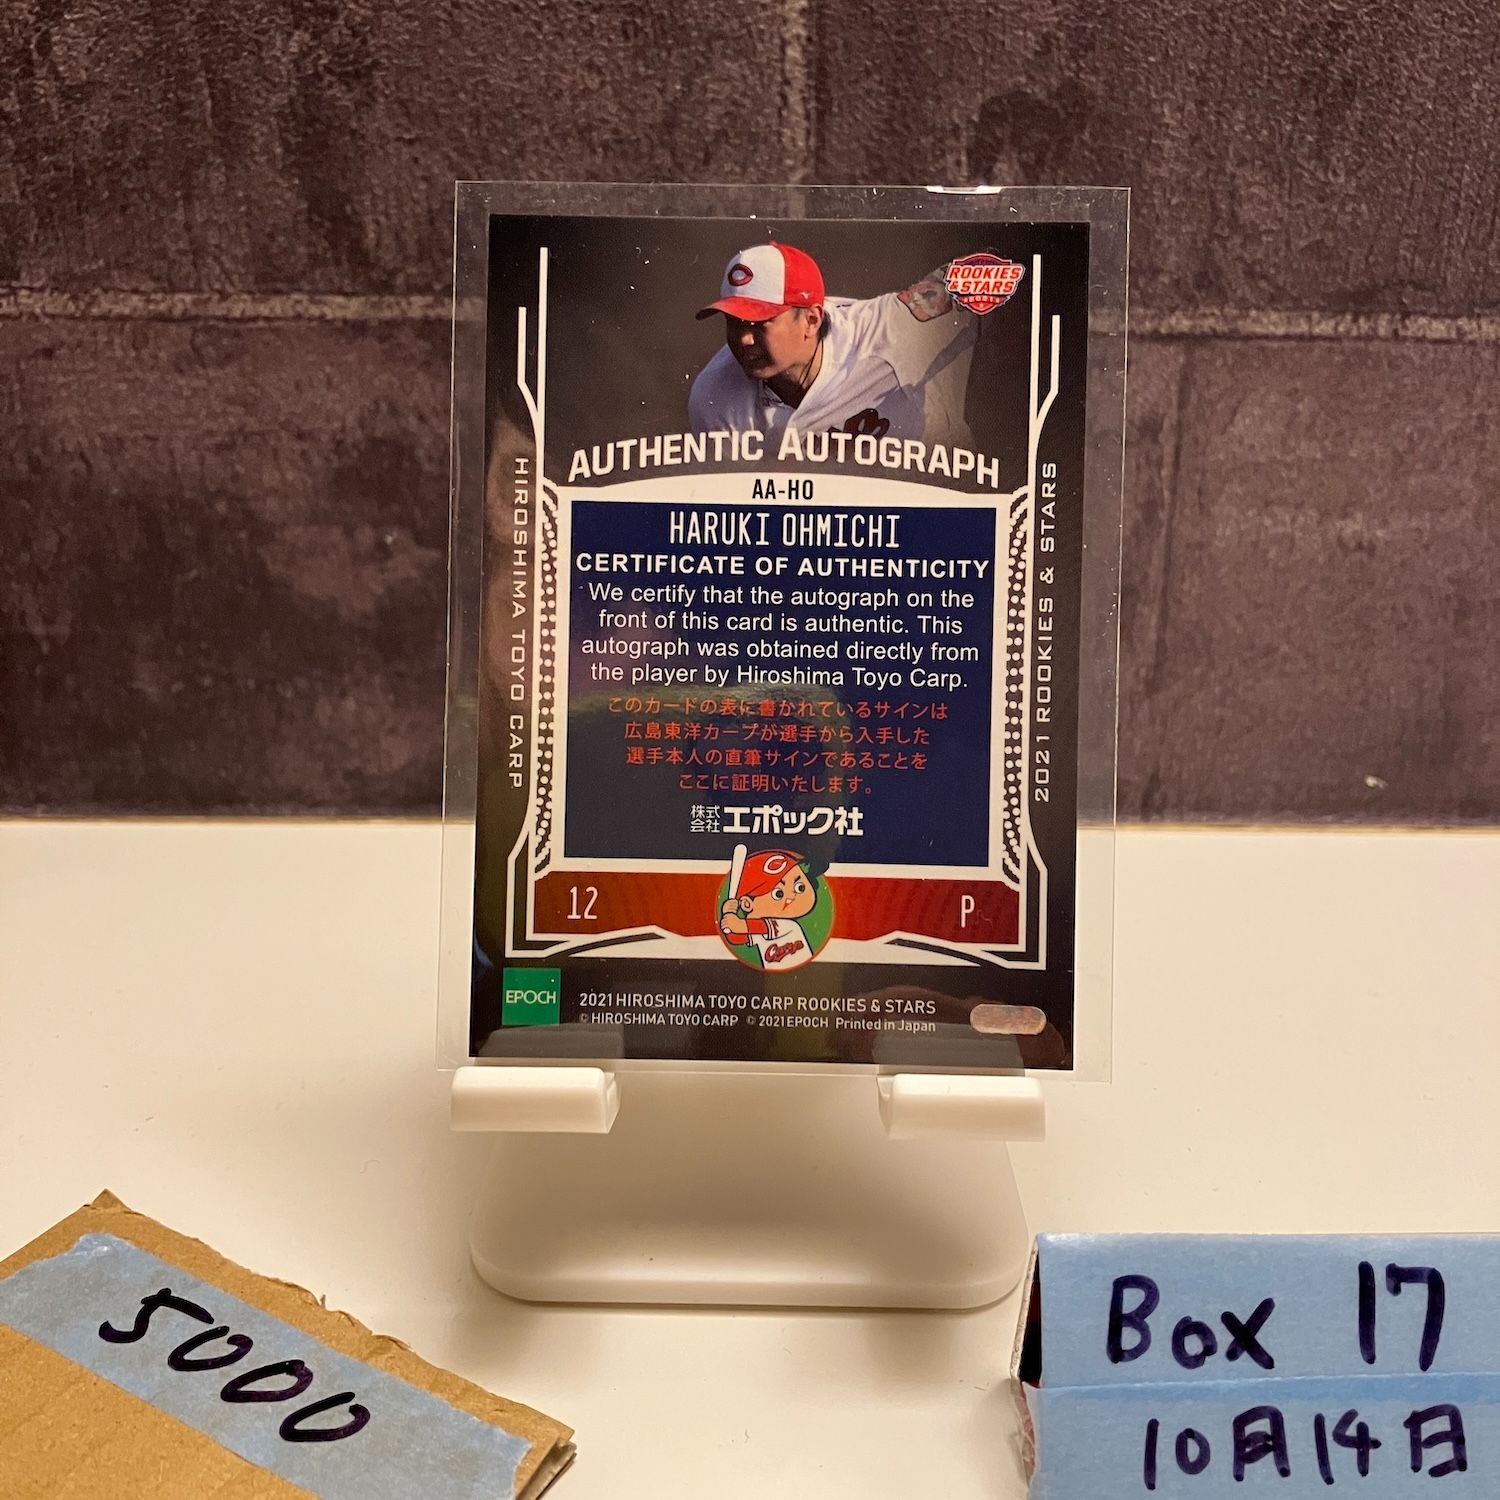 ROOKIES
& STARS
AUTHENTIC AUTOGRAPH
AA-HO
HARUKI OHMICHI
CERTIFICATE OF AUTHENTICITY
We certify that the autograph on the
front of this card is authentic. This
autograph was obtained directly from
the player by Hiroshima Toyo Carp.
このカードの表に書かれているサインは
広島東洋カープが選手から入手した
選手本人の直筆サインであることを
ここに証明いたします。
株式会社エポック社
HIROSHIMA TOYO CARP
2021 ROOKIES & STARS
12
P
C
Carp
EPOCH
2021 HIROSHIMA TOYO CARP ROOKIES & STARS
© HIROSHIMA TOYO CARP © 2021 EPOCH Printed in Japan
5000
Box 17
10月14日